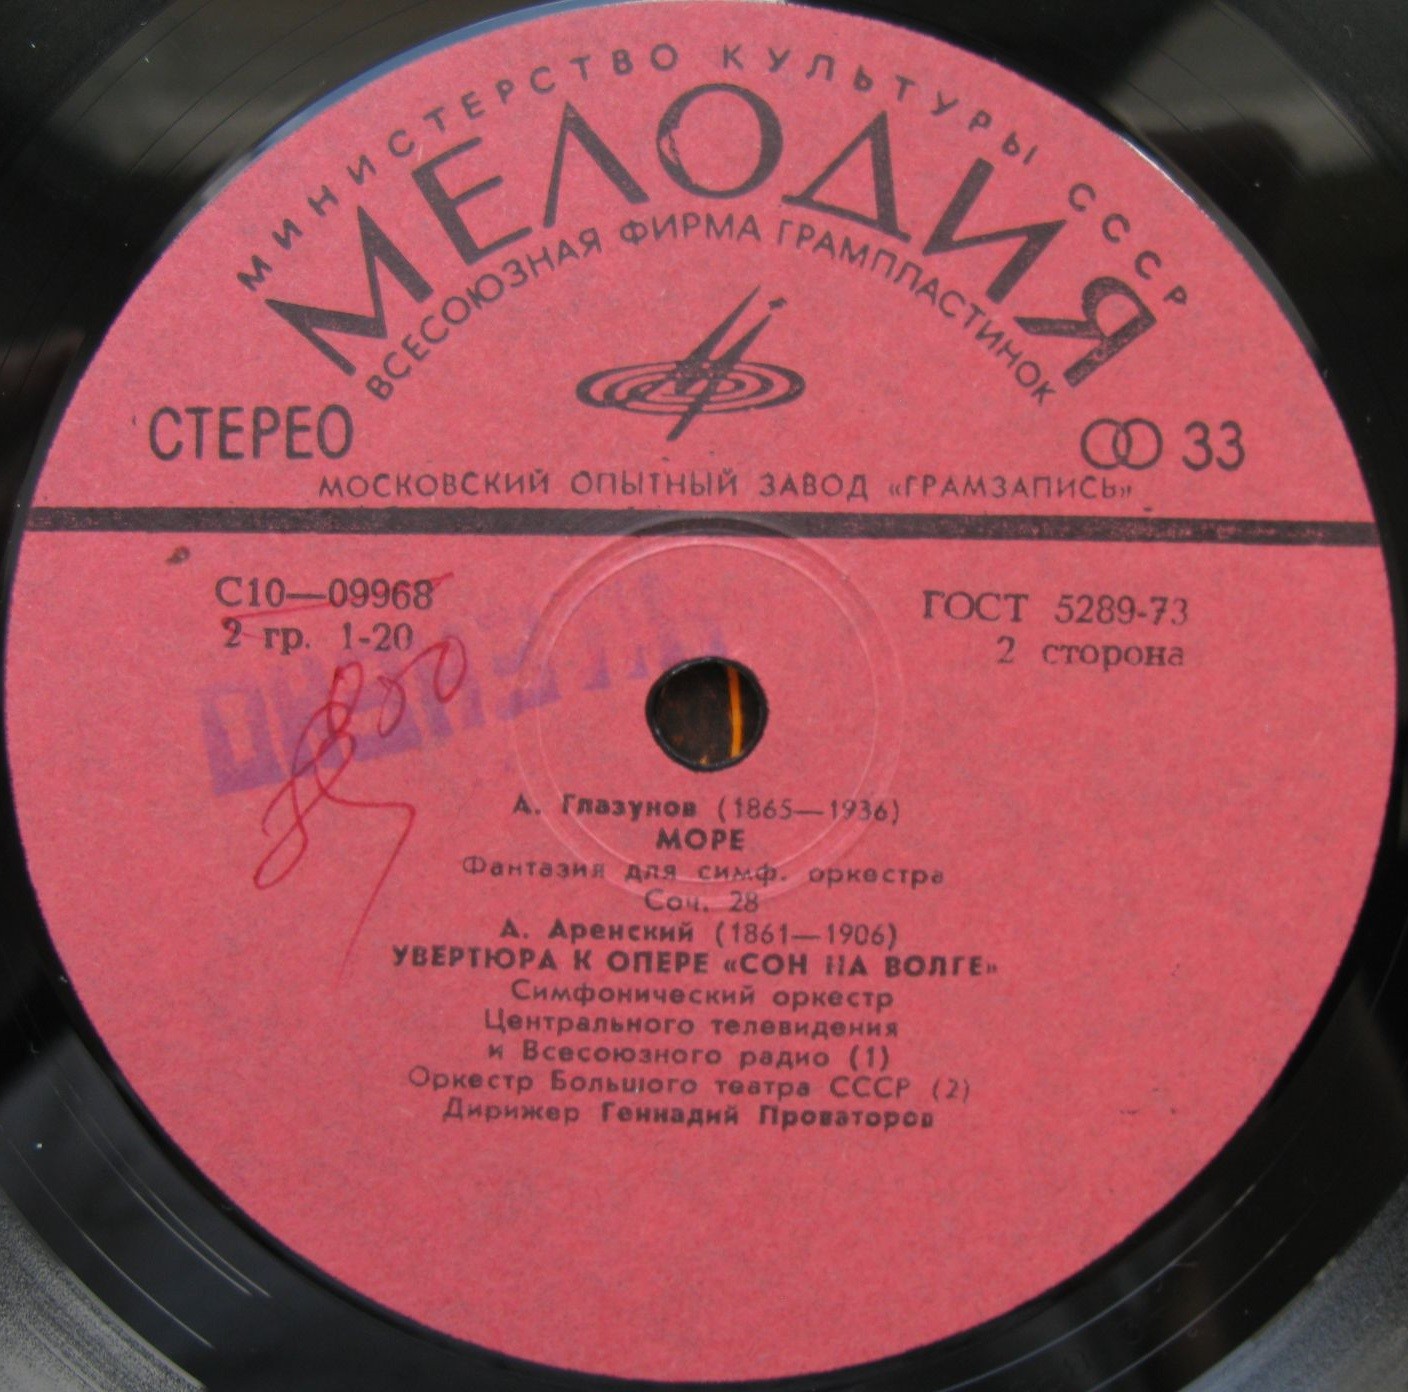 МИНИСТЕРСТВО КУЛЬТУРЫ СССР
МЕЛОДИЯ
ВСЕСОЮЗНАЯ ФИРМА ГРАМПЛАСТИНОК
СТЕРЕО
33
МОСКОВСКИЙ ОПЫТНЫЙ ЗАВОД «ГРАМЗАПИСЬ»
С10—09968
ГОСТ 5289-73
2 гр. 1-20
2 сторона
А. Глазунов (1865—1936)
МОРЕ
Фантазия для симф. оркестра
Соч. 28
А. Аренский (1861—1906)
УВЕРТЮРА К ОПЕРЕ «СОН НА ВОЛГЕ»
Симфонический оркестр
Центрального телевидения
и Всесоюзного радио (1)
Оркестр Большого театра СССР (2)
Дирижер Геннадий Проваторов